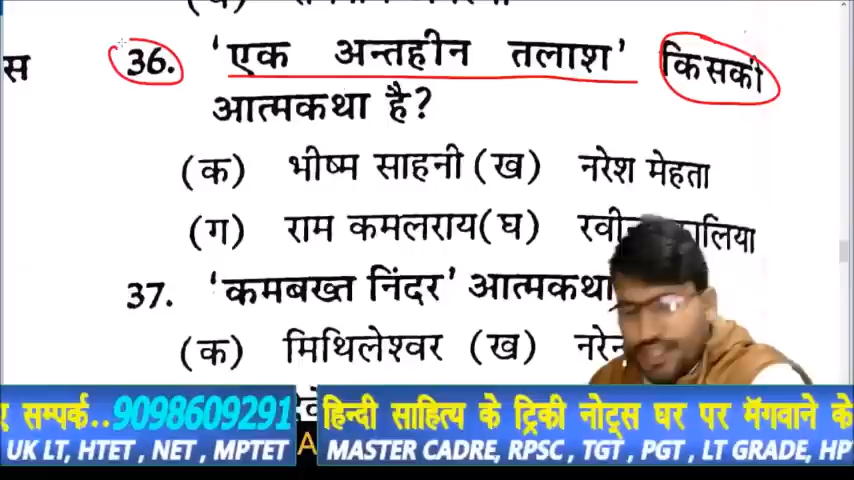 स
36. 'एक अन्तहीन तलाश' किसकी
आत्मकथा है?
(क) भीष्म साहनी (ख) नरेश मेहता
(ग) राम कमलराय (घ)
37. 'कमबख्त निंदर' आत्मकथा
(क) मिथिलेश्वर (ख)
सम्पर्क..9098609291 हिन्दी साहित्य के ट्रिकी नोट्स घर पर मॅगवाने के
UK LT, HTET , NET , MPTET A MASTER CADRE, RPSC , TGT , PGT , LT GRADE, HP